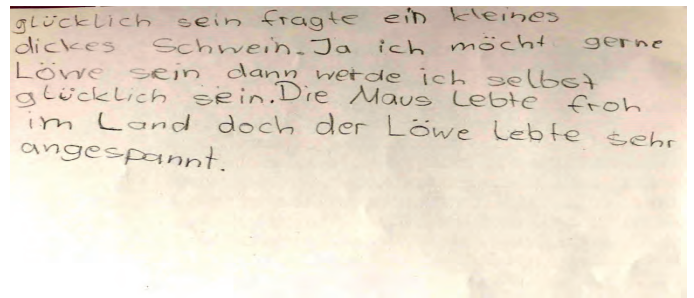 glücklich sein fragte ein kleines
dickes Schwein. Ja ich möcht gerne
Löwe sein dann werde ich selbst
glücklich sein. Die Maus Lebte froh
im Land doch der Löwe Lebte sehr
angespannt.